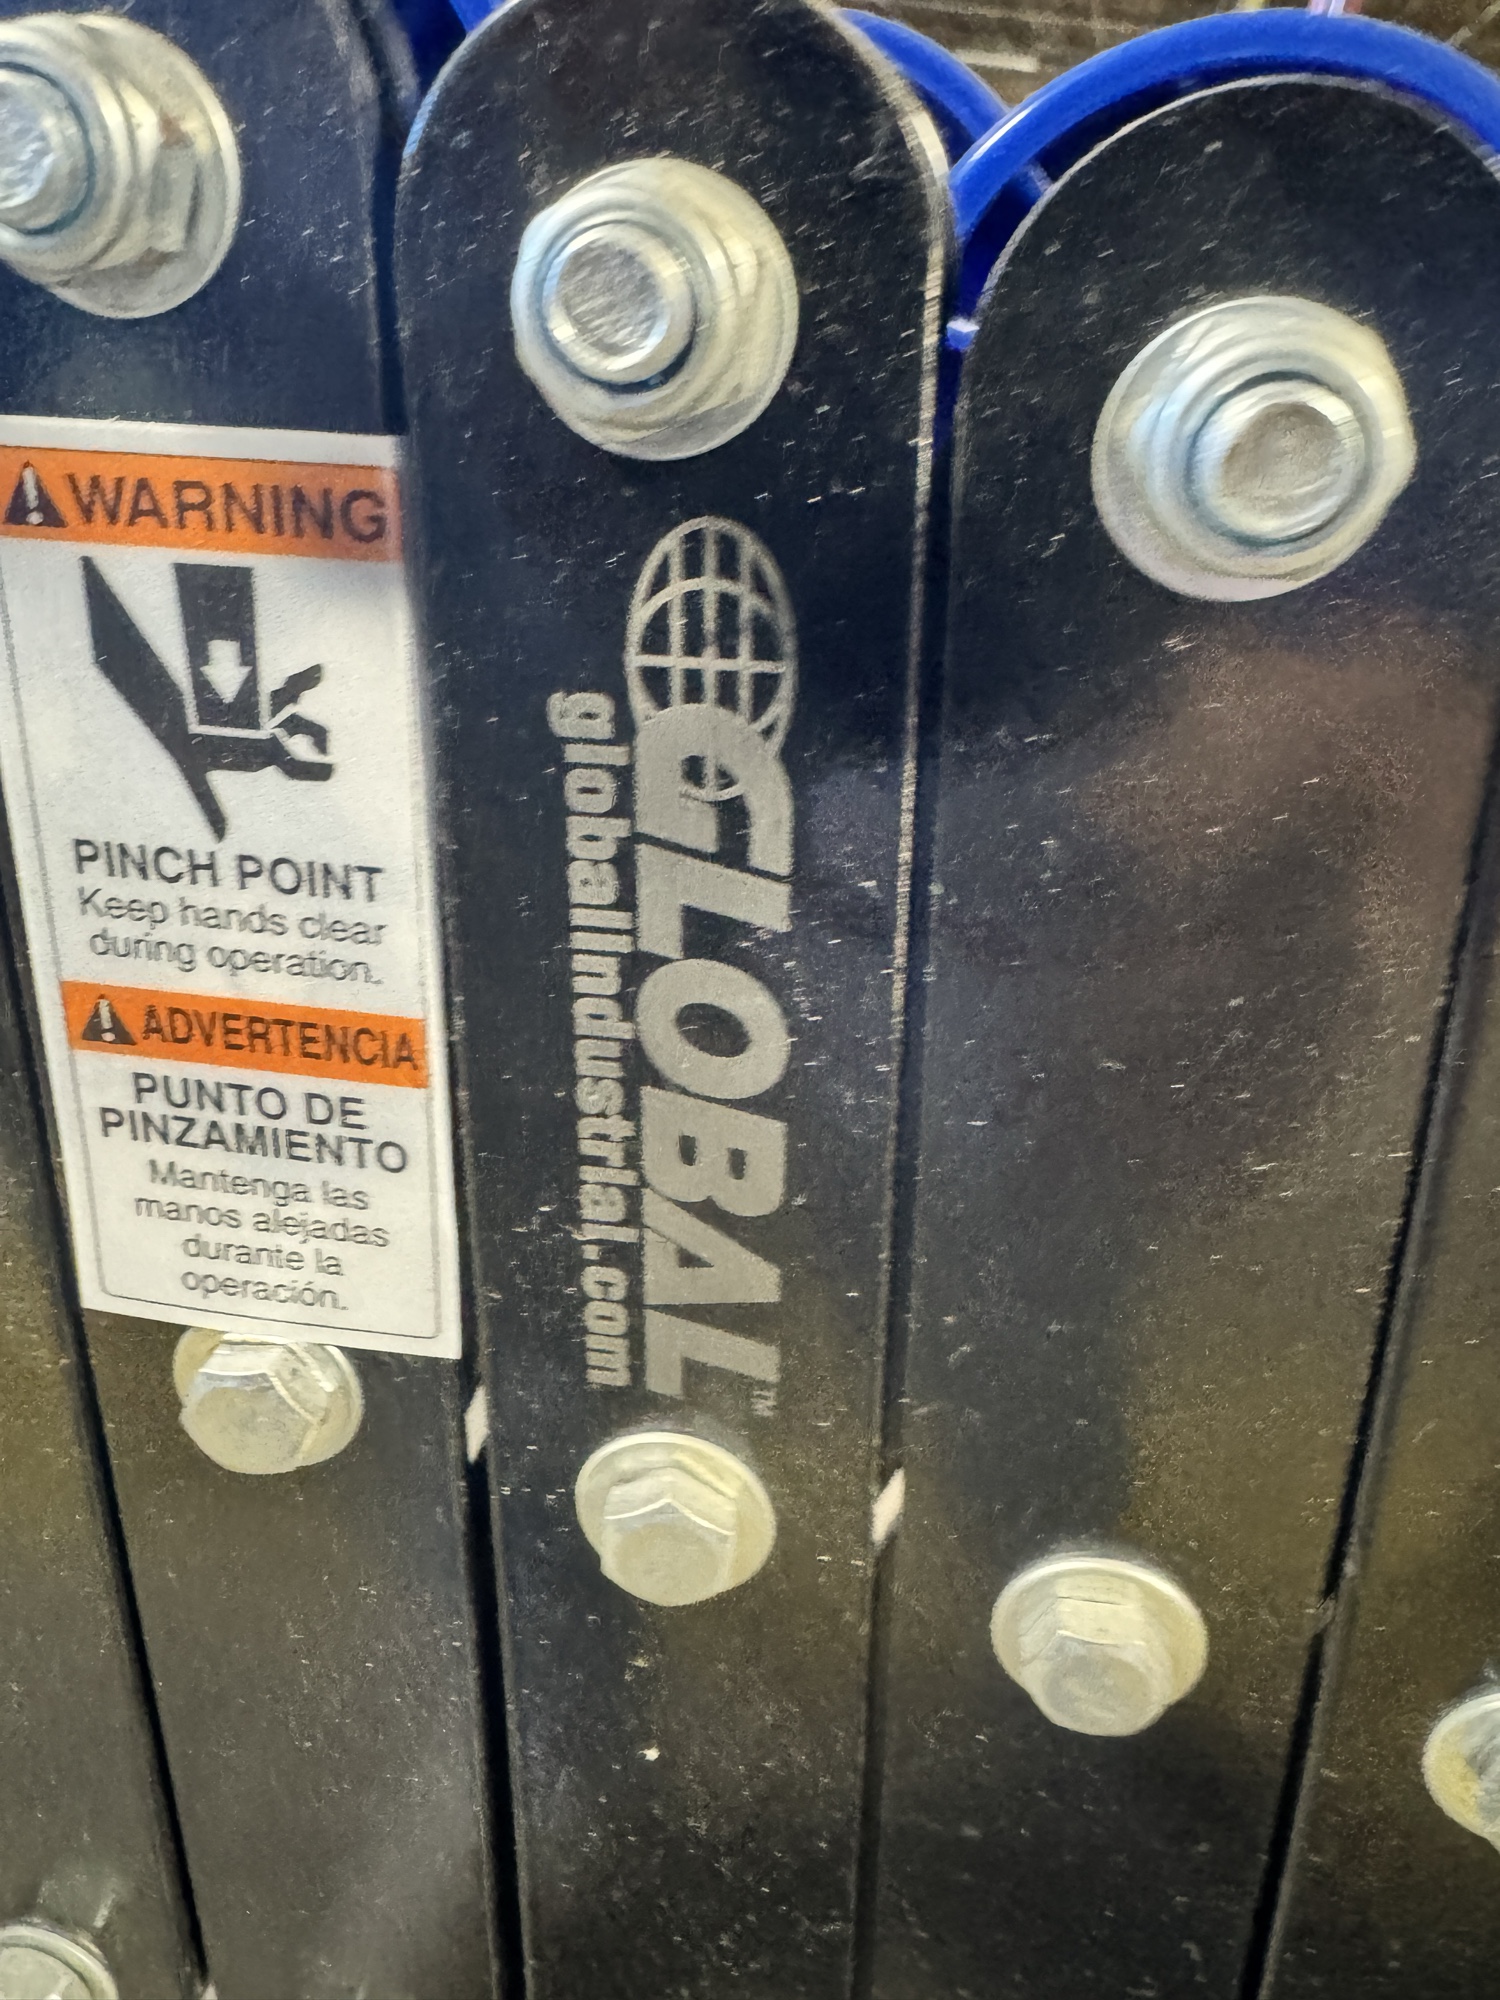 WARNING
PINCH POINT
Keep hands clear
during operation.
ADVERTENCIA
PUNTO DE
PINZAMIENTO
Mantenga las
manos alejadas
durante la
operación.
GLOBAL™
globalindustrial.com